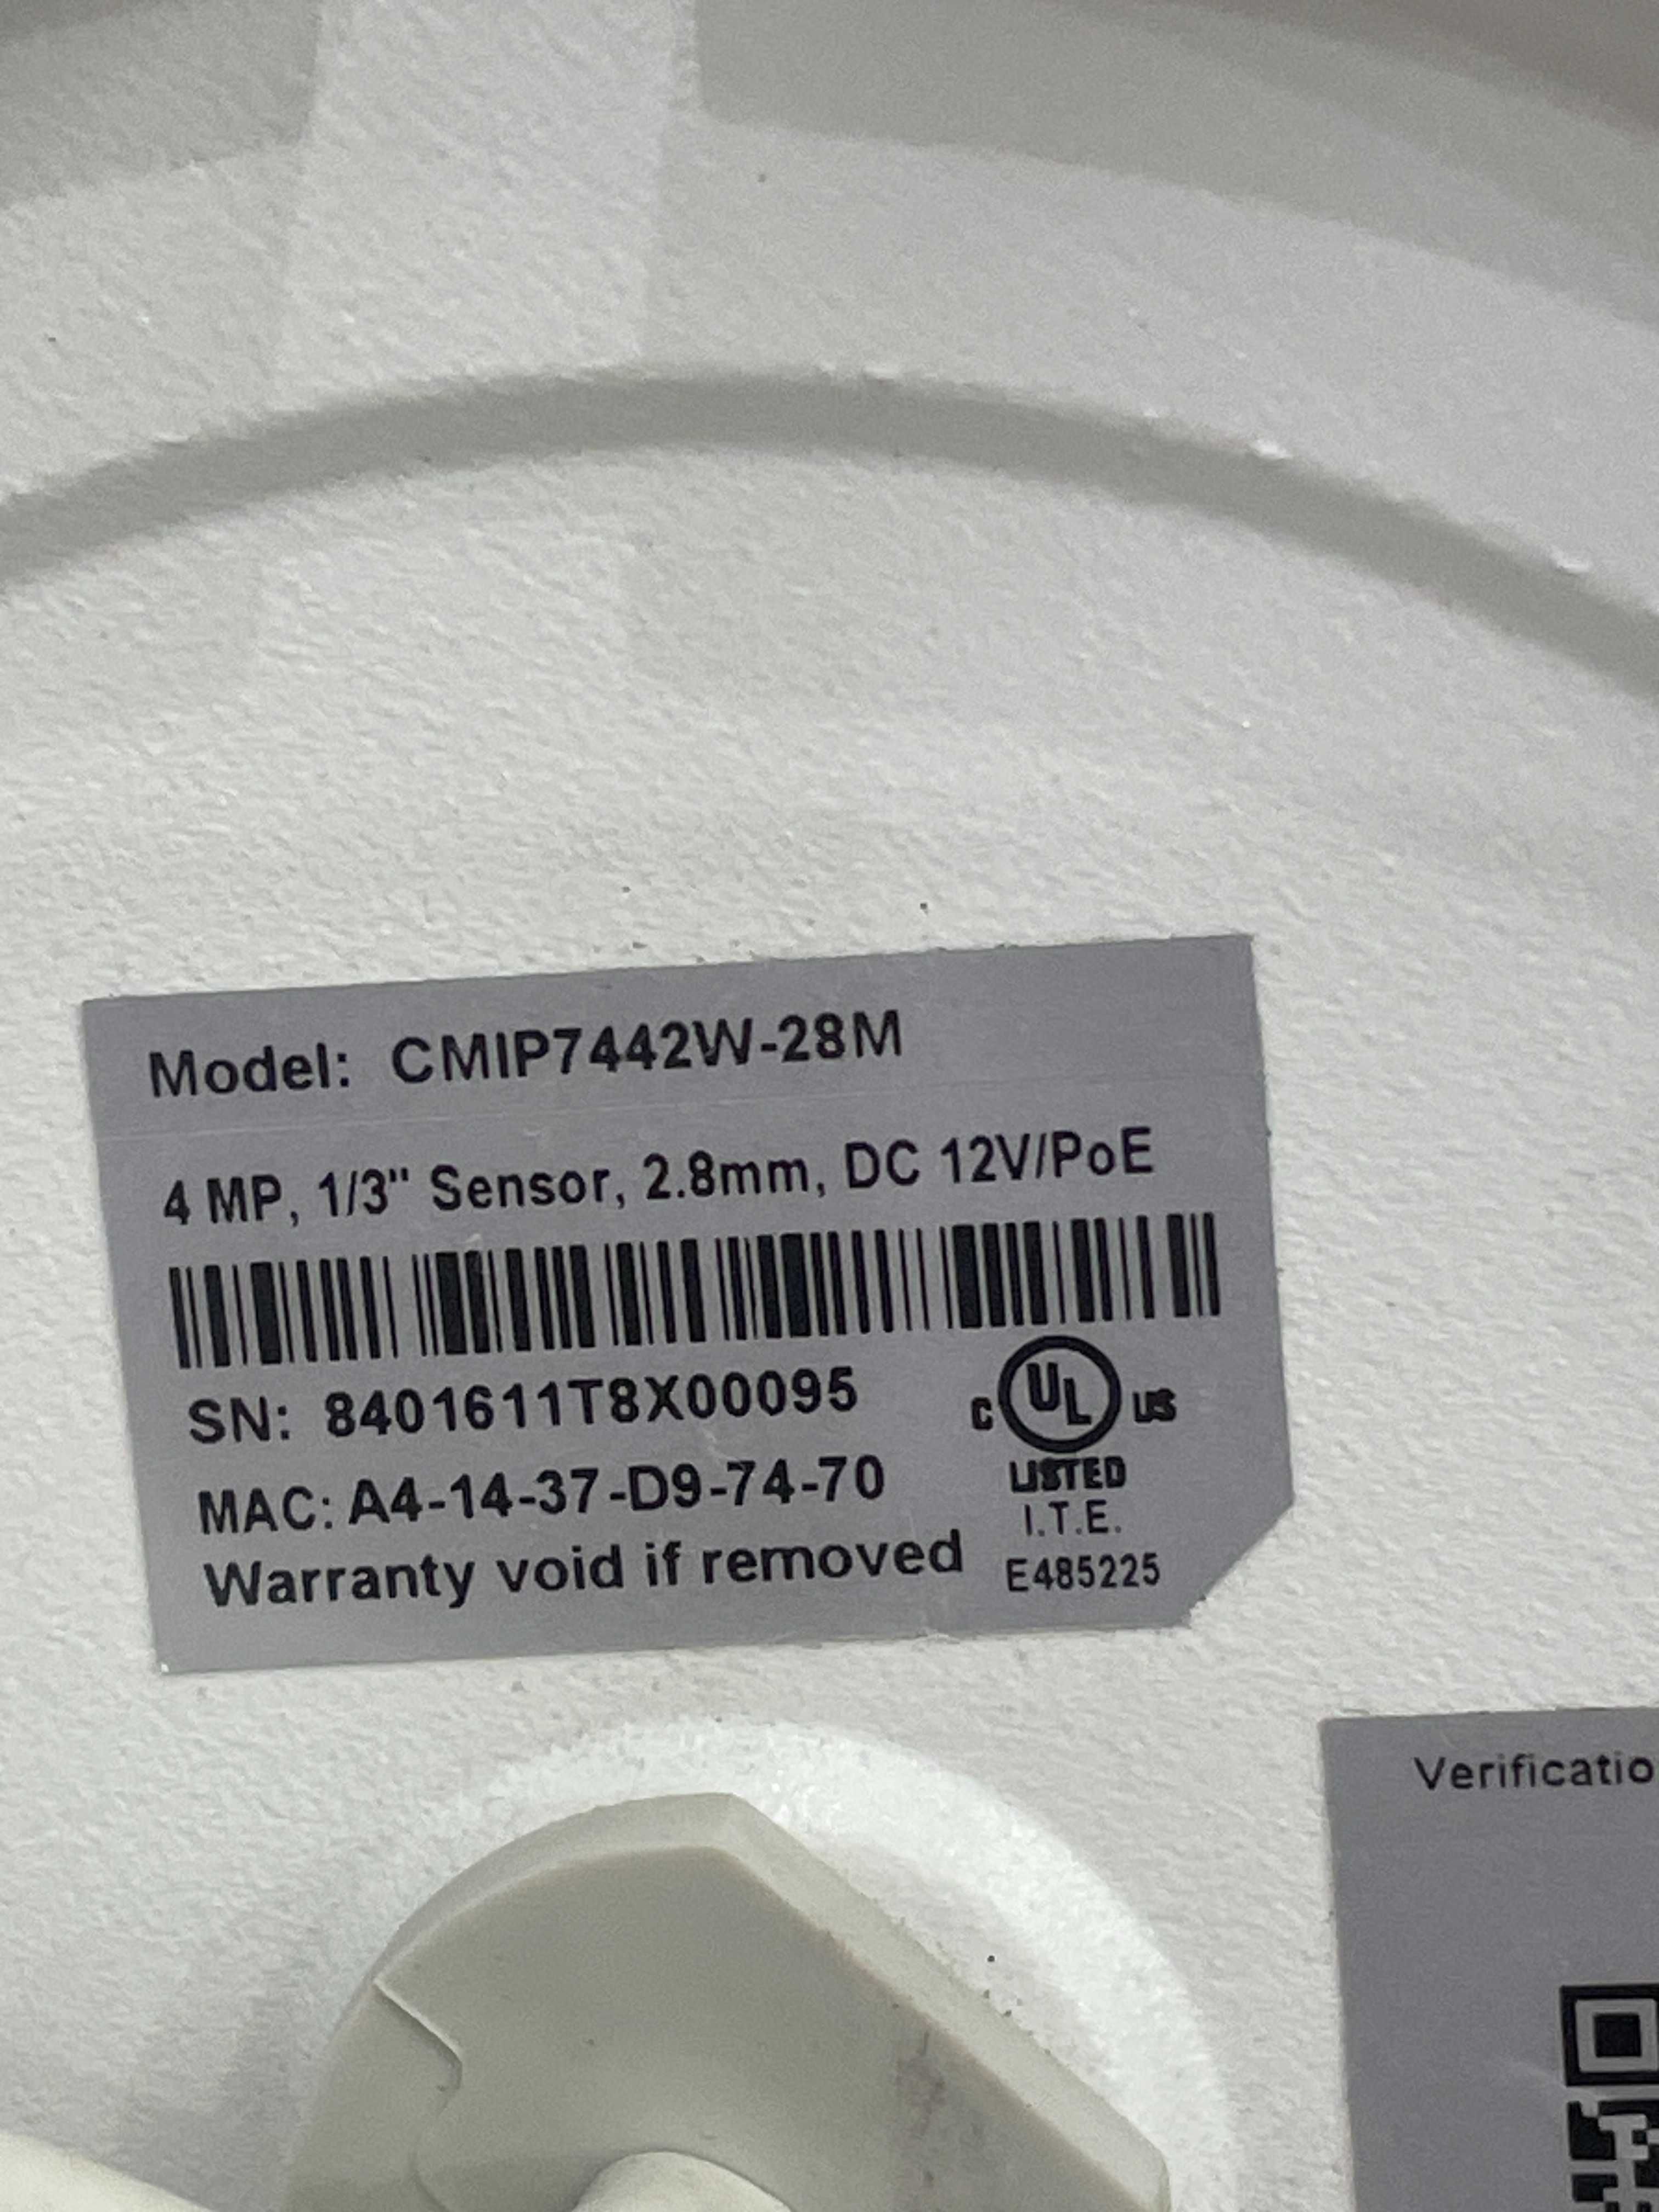 Model: CMIP7442W-28M
4 MP, 1/3" Sensor, 2.8mm, DC 12V/PoE
SN: 8401611T8X00095
MAC: A4-14-37-D9-74-70
Warranty void if removed
C UL US
LISTED
I.T.E.
E485225
Verificatio